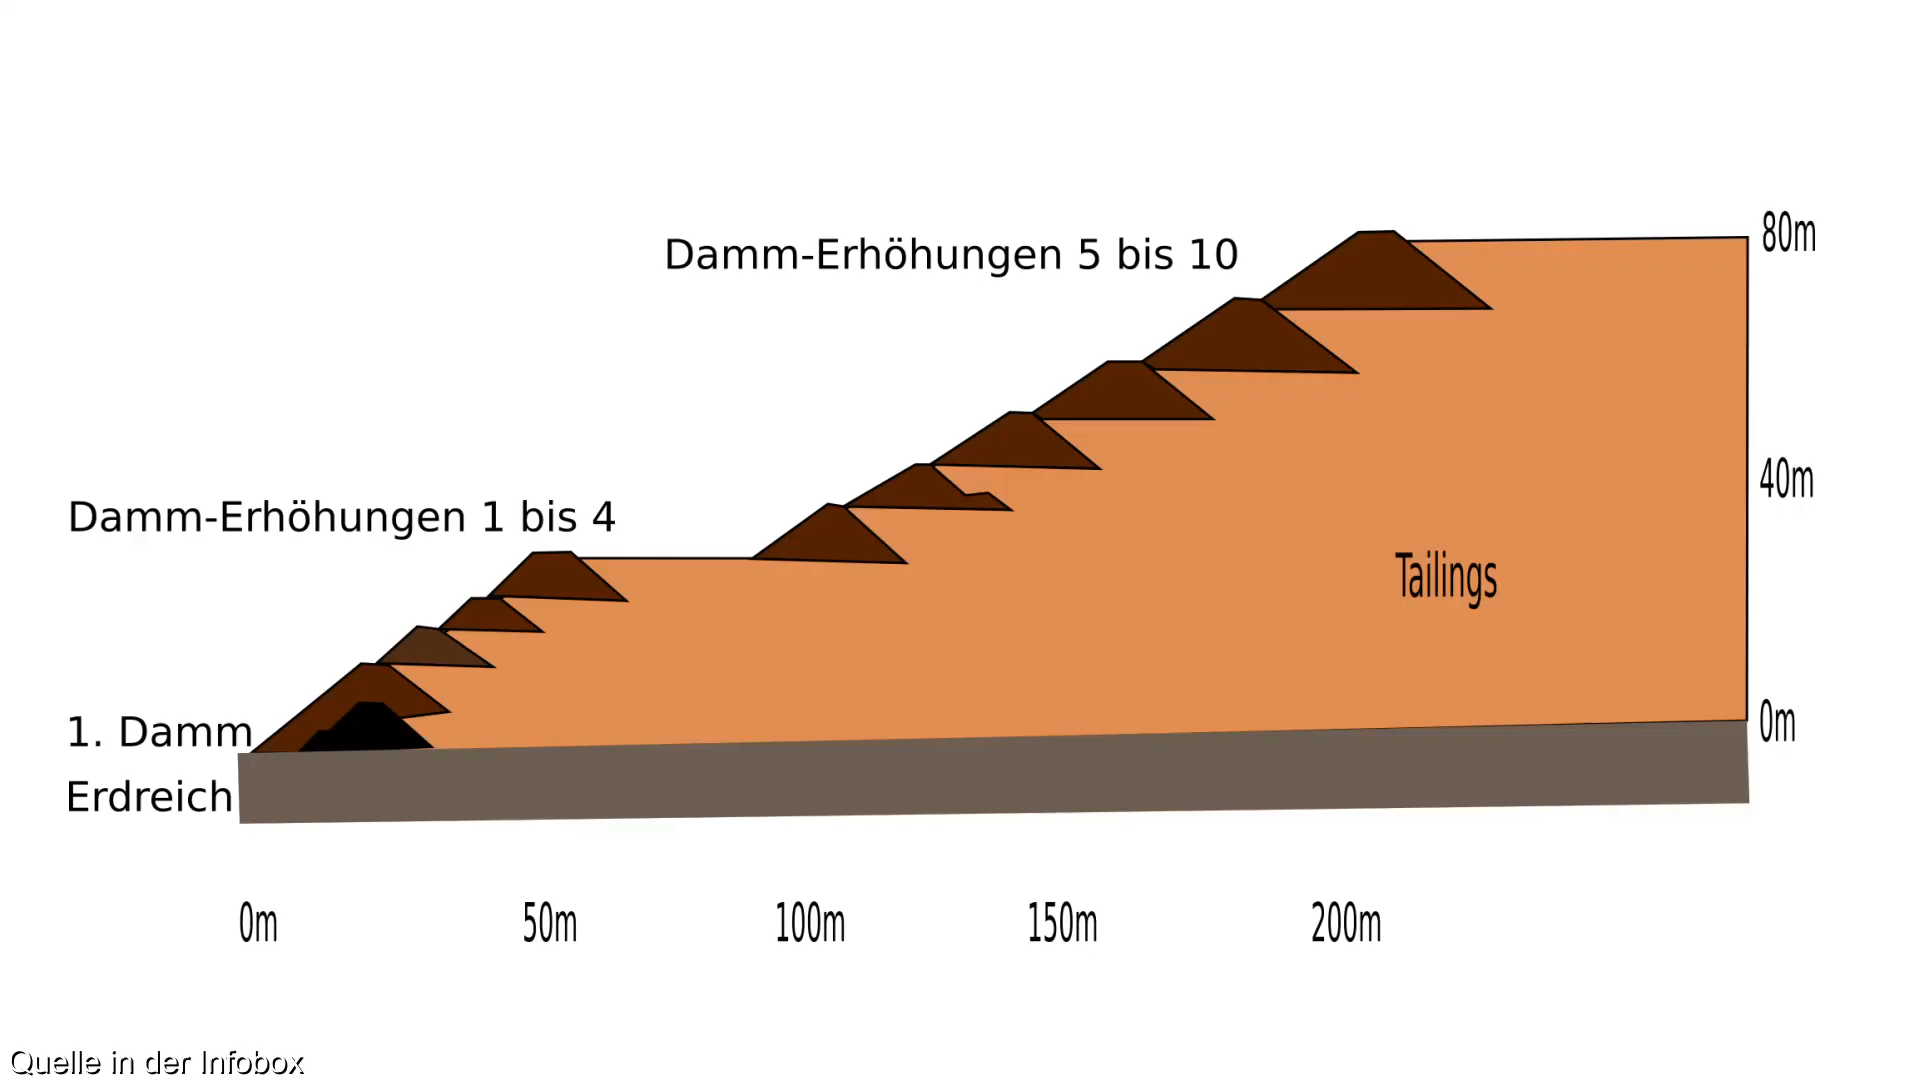 80m
Damm-Erhöhungen 5 bis 10
40m
Damm-Erhöhungen 1 bis 4
Tailings
1. Damm
0m
Erdreich
0m 50m 100m 150m 200m
Quelle in der Infobox